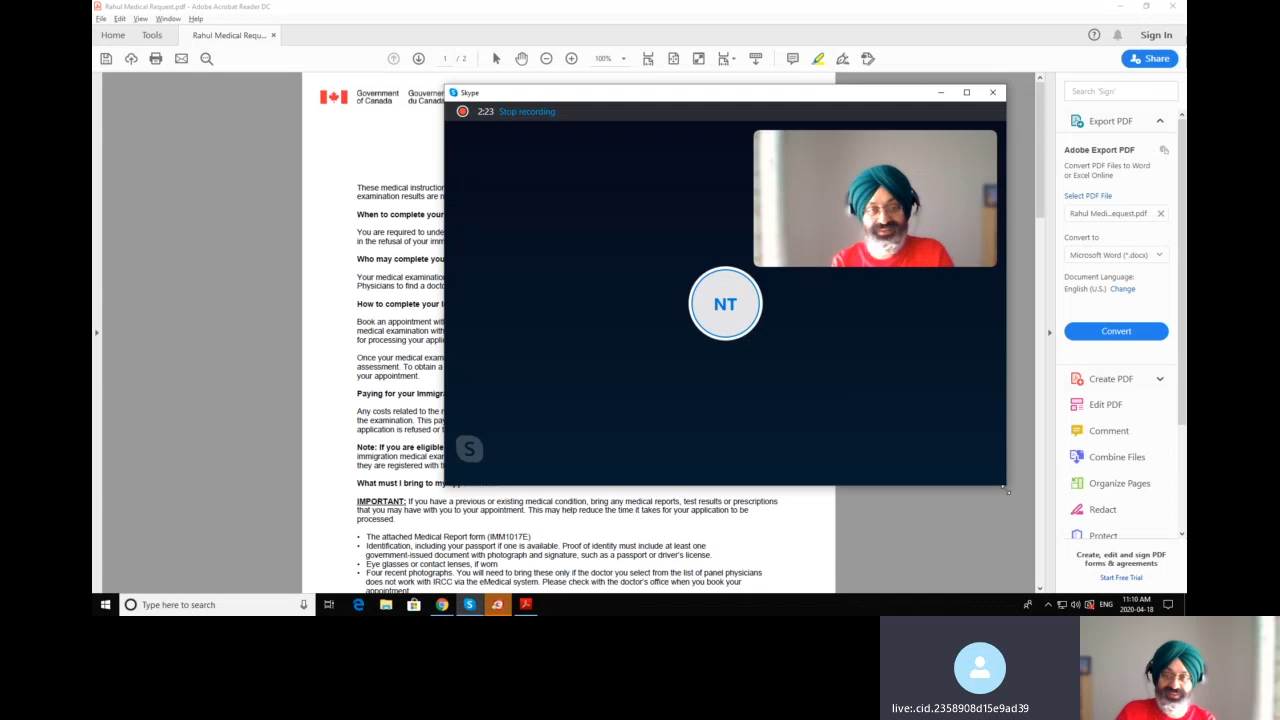 Rahul Medical Request.pdf - Adobe Acrobat Reader DC
File Edit View Window Help
Home Tools Rahul Medical Requ... Sign In
1 / 2 100% Share
Government of Canada
Gouvernement du Canada
Skype
2:23 Stop recording
NT
These medical instruction
examination results are n
When to complete your
You are required to unde
in the refusal of your imm
Who may complete you
Your medical examination
Physicians to find a docto
How to complete your I
Book an appointment with
medical examination with
for processing your applic
Once your medical exam
assessment. To obtain a
your appointment.
Paying for your Immigra
Any costs related to the m
the examination. This pay
application is refused or t
Note: If you are eligible
immigration medical exam
they are registered with t
What must I bring to my
IMPORTANT: If you have a previous or existing medical condition, bring any medical reports, test results or prescriptions
that you may have with you to your appointment. This may help reduce the time it takes for your application to be
processed.
• The attached Medical Report form (IMM1017E)
• Identification, including your passport if one is available. Proof of identity must include at least one
government-issued document with photograph and signature, such as a passport or driver's license.
• Eye glasses or contact lenses, if worn
• Four recent photographs. You will need to bring these only if the doctor you select from the list of panel physicians
does not work with IRCC via the eMedical system. Please check with the doctor's office when you book your
appointment.
Search 'Sign'
Export PDF
Adobe Export PDF
Convert PDF Files to Word
or Excel Online
Select PDF File
Rahul Medi...equest.pdf
Convert to
Microsoft Word (*.docx)
Document Language:
English (U.S.) Change
Convert
Create PDF
Edit PDF
Comment
Combine Files
Organize Pages
Redact
Protect
Create, edit and sign PDF
forms & agreements
Start Free Trial
Type here to search
ENG
11:10 AM
2020-04-18
live:.cid.2358908d15e9ad39